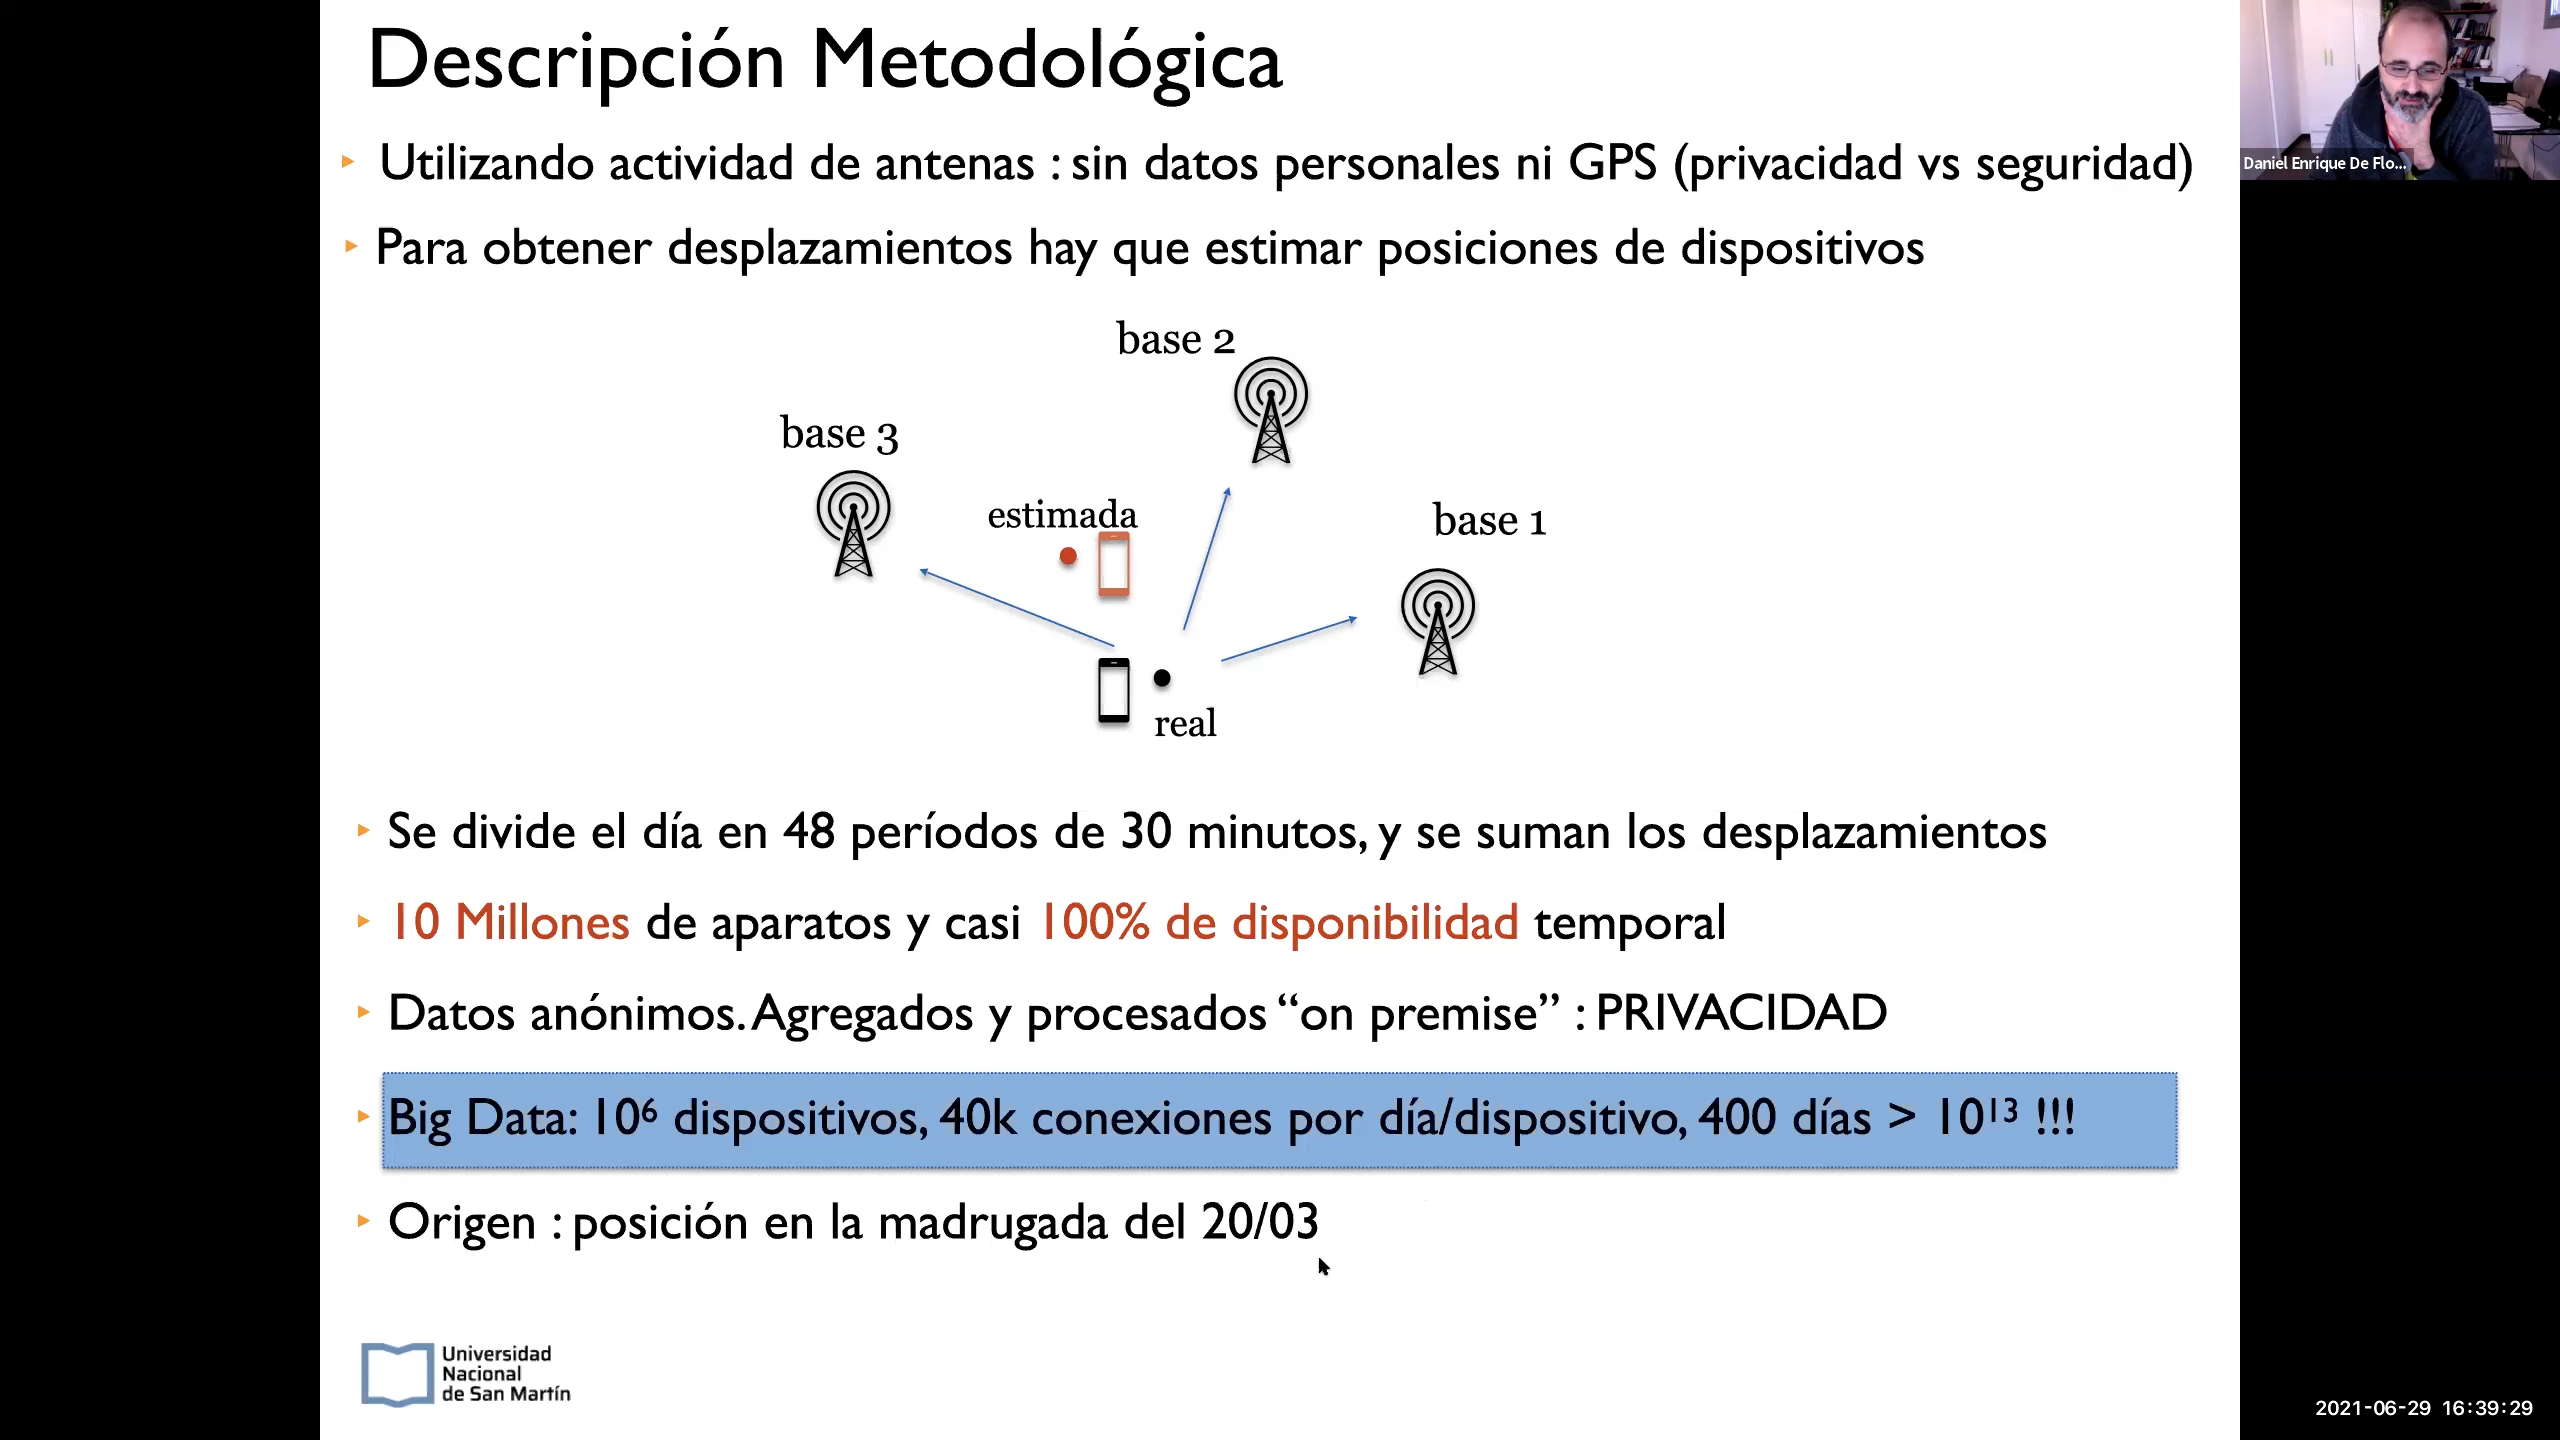 Descripción Metodológica
Daniel Enrique De Flo...
‣ Utilizando actividad de antenas : sin datos personales ni GPS (privacidad vs seguridad)
‣ Para obtener desplazamientos hay que estimar posiciones de dispositivos
base 2
base 3
estimada
base 1
real
‣ Se divide el día en 48 períodos de 30 minutos, y se suman los desplazamientos
‣ 10 Millones de aparatos y casi 100% de disponibilidad temporal
‣ Datos anónimos. Agregados y procesados “on premise” : PRIVACIDAD
‣ Big Data: 10⁶ dispositivos, 40k conexiones por día/dispositivo, 400 días > 10¹³ !!!
‣ Origen : posición en la madrugada del 20/03
Universidad
Nacional
de San Martín
2021-06-29 16:39:29